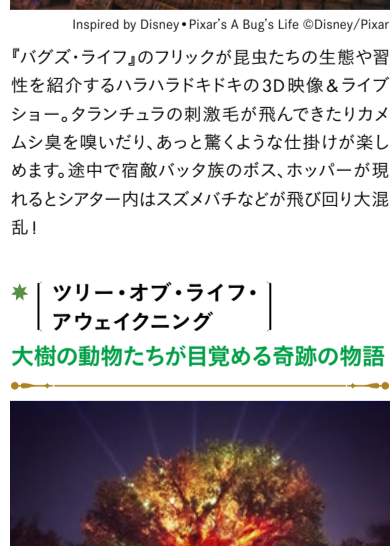 Inspired by Disney•Pixar's A Bug's Life ©Disney/Pixar
『バグズ・ライフ』のフリックが昆虫たちの生態や習
性を紹介するハラハラドキドキの3D映像&ライブ
ショー。タランチュラの刺激毛が飛んできたりカメ
ムシ臭を嗅いだり、あっと驚くような仕掛けが楽し
めます。途中で宿敵バッタ族のボス、ホッパーが現
れるとシアター内はスズメバチなどが飛び回り大混
乱!
ツリー・オブ・ライフ・
アウェイクニング
大樹の動物たちが目覚める奇跡の物語